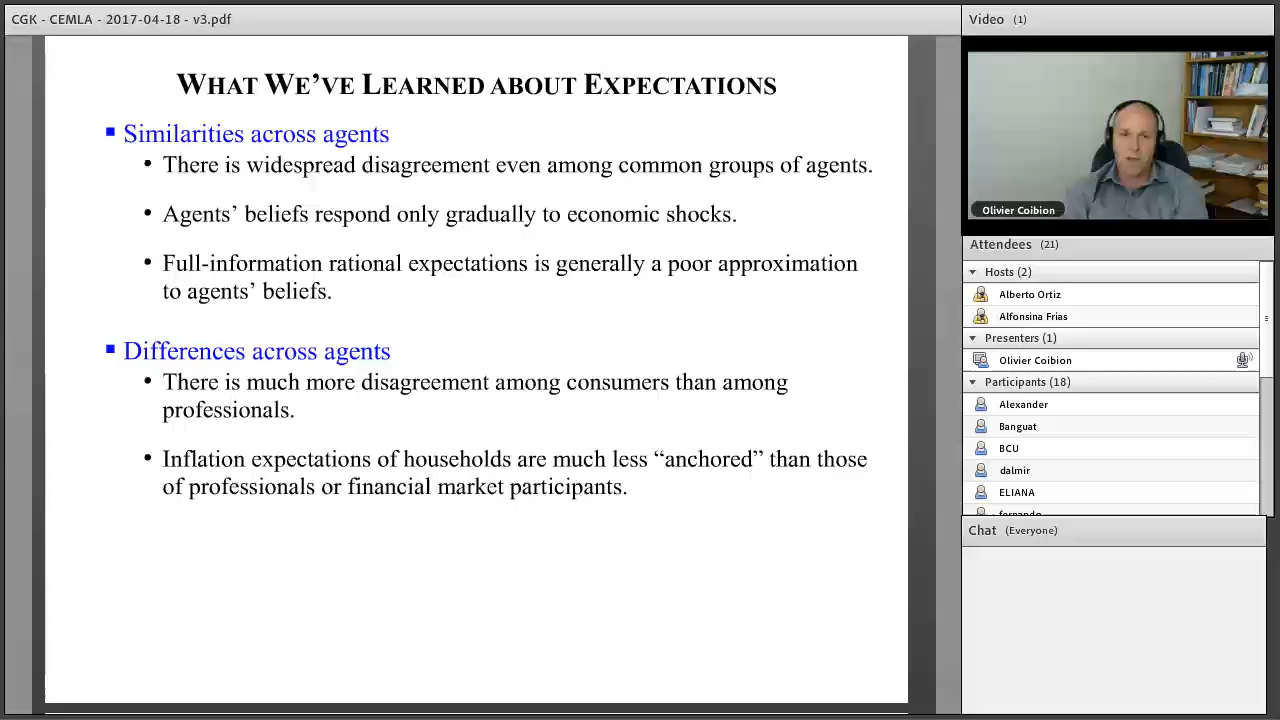 CGK - CEMLA - 2017-04-18 - v3.pdf
WHAT WE'VE LEARNED ABOUT EXPECTATIONS
Similarities across agents
• There is widespread disagreement even among common groups of agents.
• Agents' beliefs respond only gradually to economic shocks.
• Full-information rational expectations is generally a poor approximation
to agents' beliefs.
Differences across agents
• There is much more disagreement among consumers than among
professionals.
• Inflation expectations of households are much less “anchored” than those
of professionals or financial market participants.
Video (1)
Olivier Coibion
Attendees (21)
Hosts (2)
Alberto Ortiz
Alfonsina Frias
Presenters (1)
Olivier Coibion
Participants (18)
Alexander
Banguat
BCU
dalmir
ELIANA
fernando
Chat (Everyone)